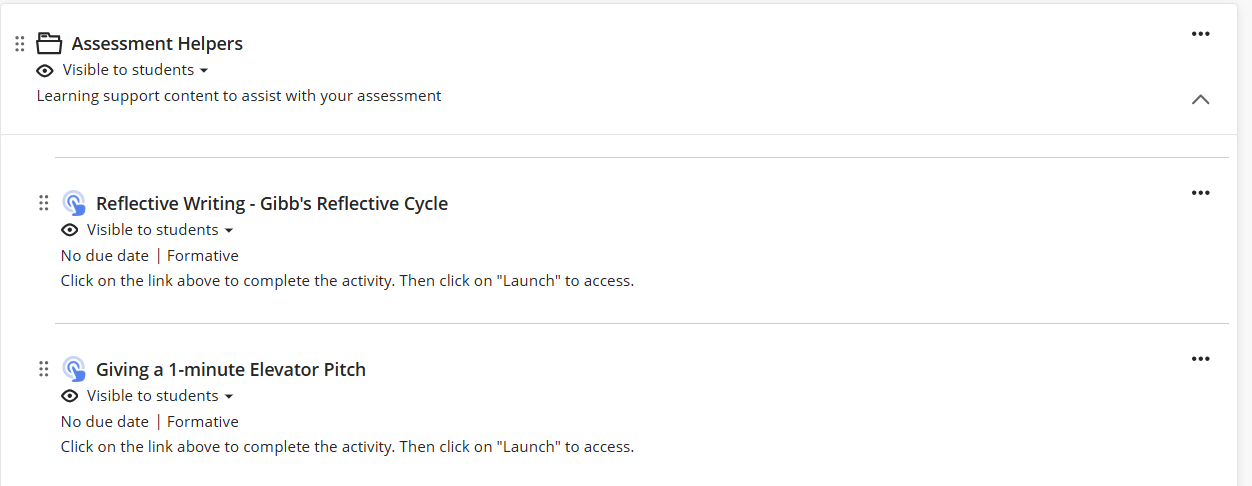 Assessment Helpers
Visible to students
Learning support content to assist with your assessment
Reflective Writing - Gibb's Reflective Cycle
Visible to students
No due date | Formative
Click on the link above to complete the activity. Then click on "Launch" to access.
Giving a 1-minute Elevator Pitch
Visible to students
No due date | Formative
Click on the link above to complete the activity. Then click on "Launch" to access.